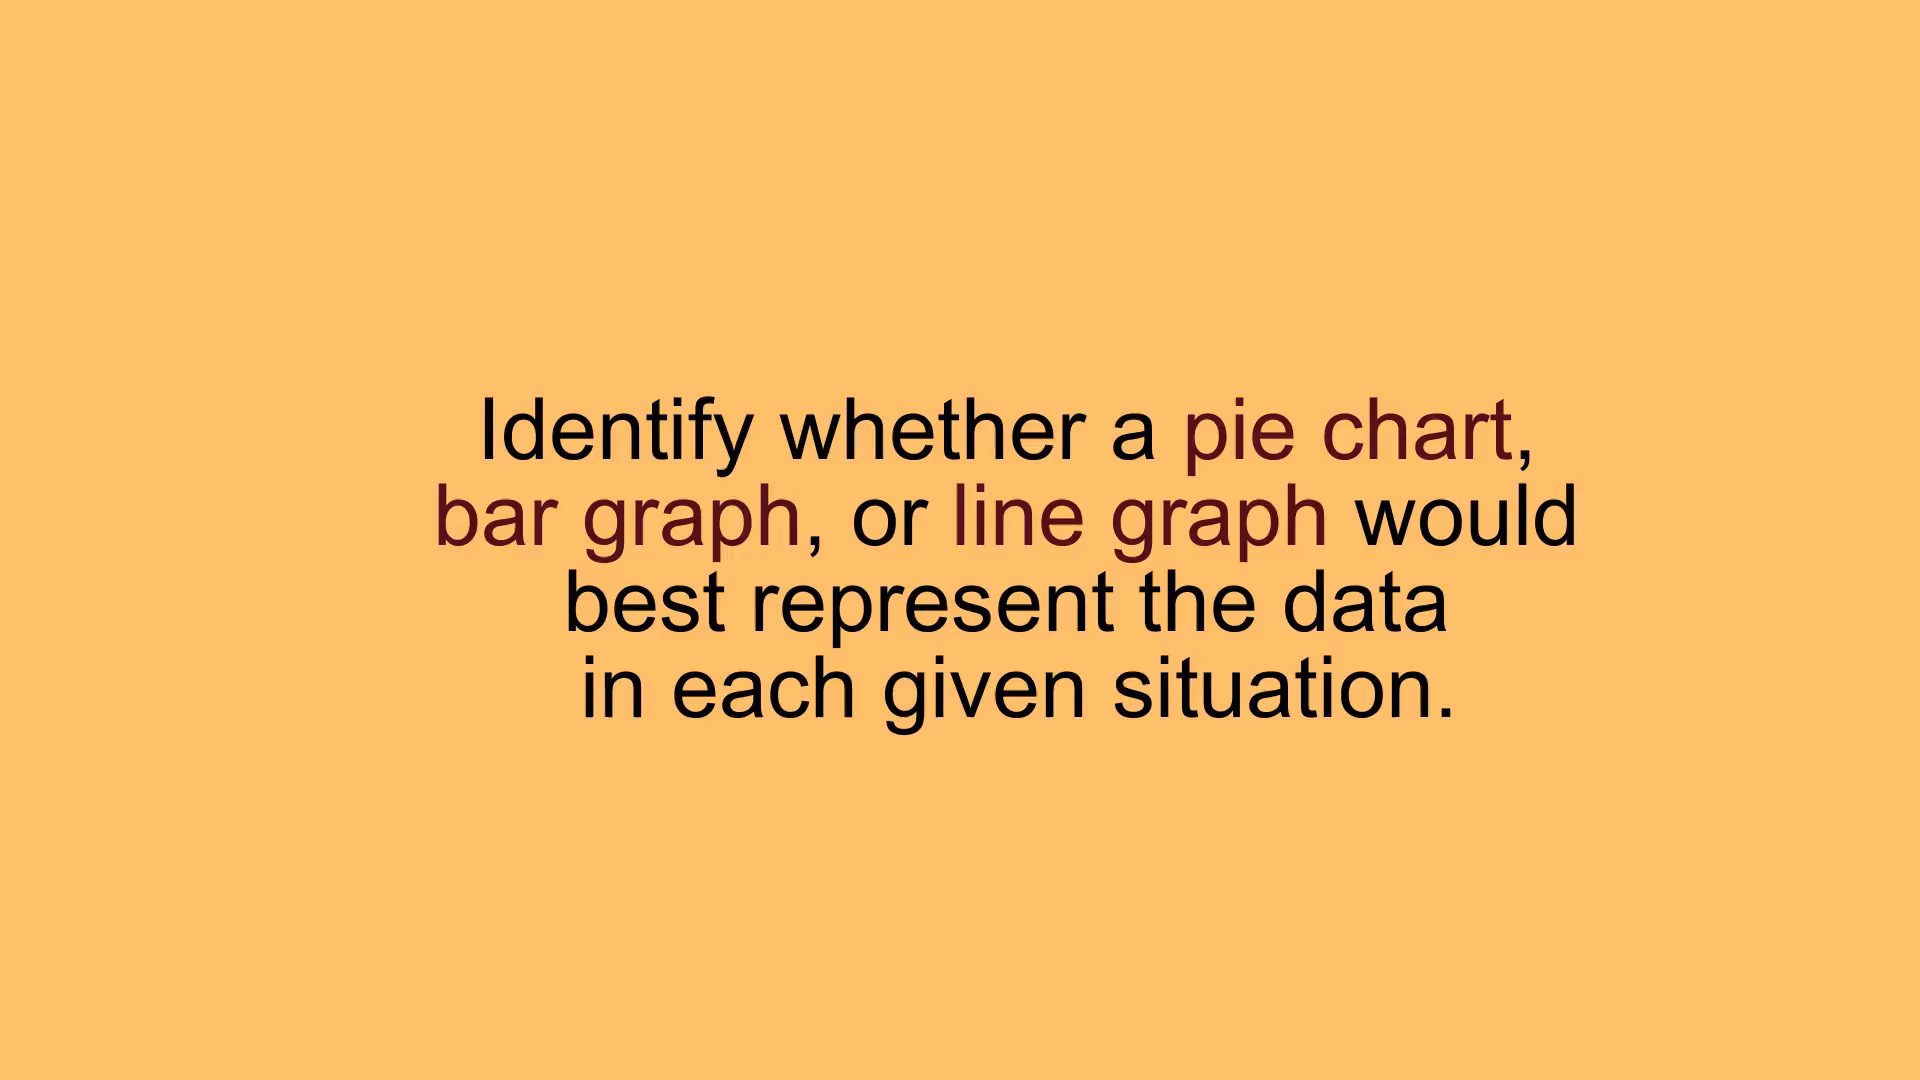 Identify whether a pie chart,
bar graph, or line graph would
best represent the data
in each given situation.